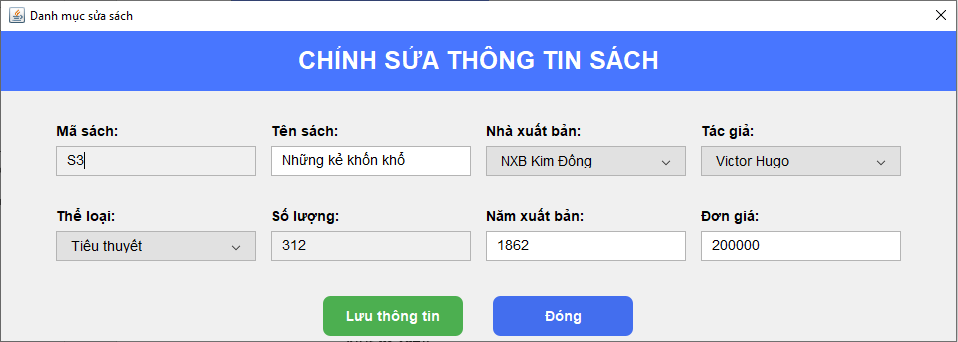 Danh mục sửa sách
CHÍNH SỨA THÔNG TIN SÁCH
Mã sách: Tên sách: Nhà xuất bản: Tác giả:
S3 Những kẻ khốn khổ NXB Kim Đồng Victor Hugo
Thể loại: Số lượng: Năm xuất bản: Đơn giá:
Tiểu thuyết 312 1862 200000
Lưu thông tin Đóng